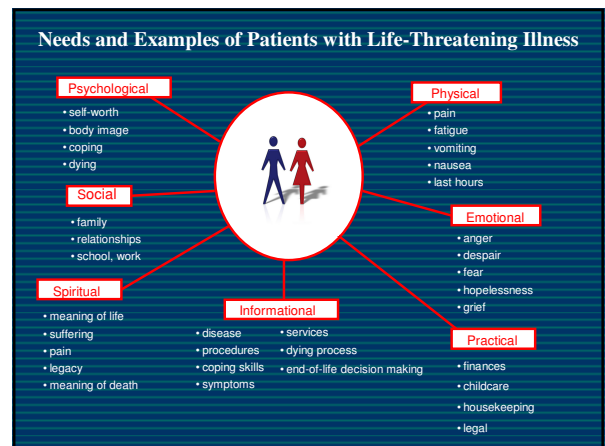 Needs and Examples of Patients with Life-Threatening Illness
Psychological
• self-worth
• body image
• coping
• dying
Social
• family
• relationships
• school, work
Spiritual
• meaning of life
• suffering
• pain
• legacy
• meaning of death
Informational
• disease
• procedures
• coping skills
• symptoms
• services
• dying process
• end-of-life decision making
Physical
• pain
• fatigue
• vomiting
• nausea
• last hours
Emotional
• anger
• despair
• fear
• hopelessness
• grief
Practical
• finances
• childcare
• housekeeping
• legal